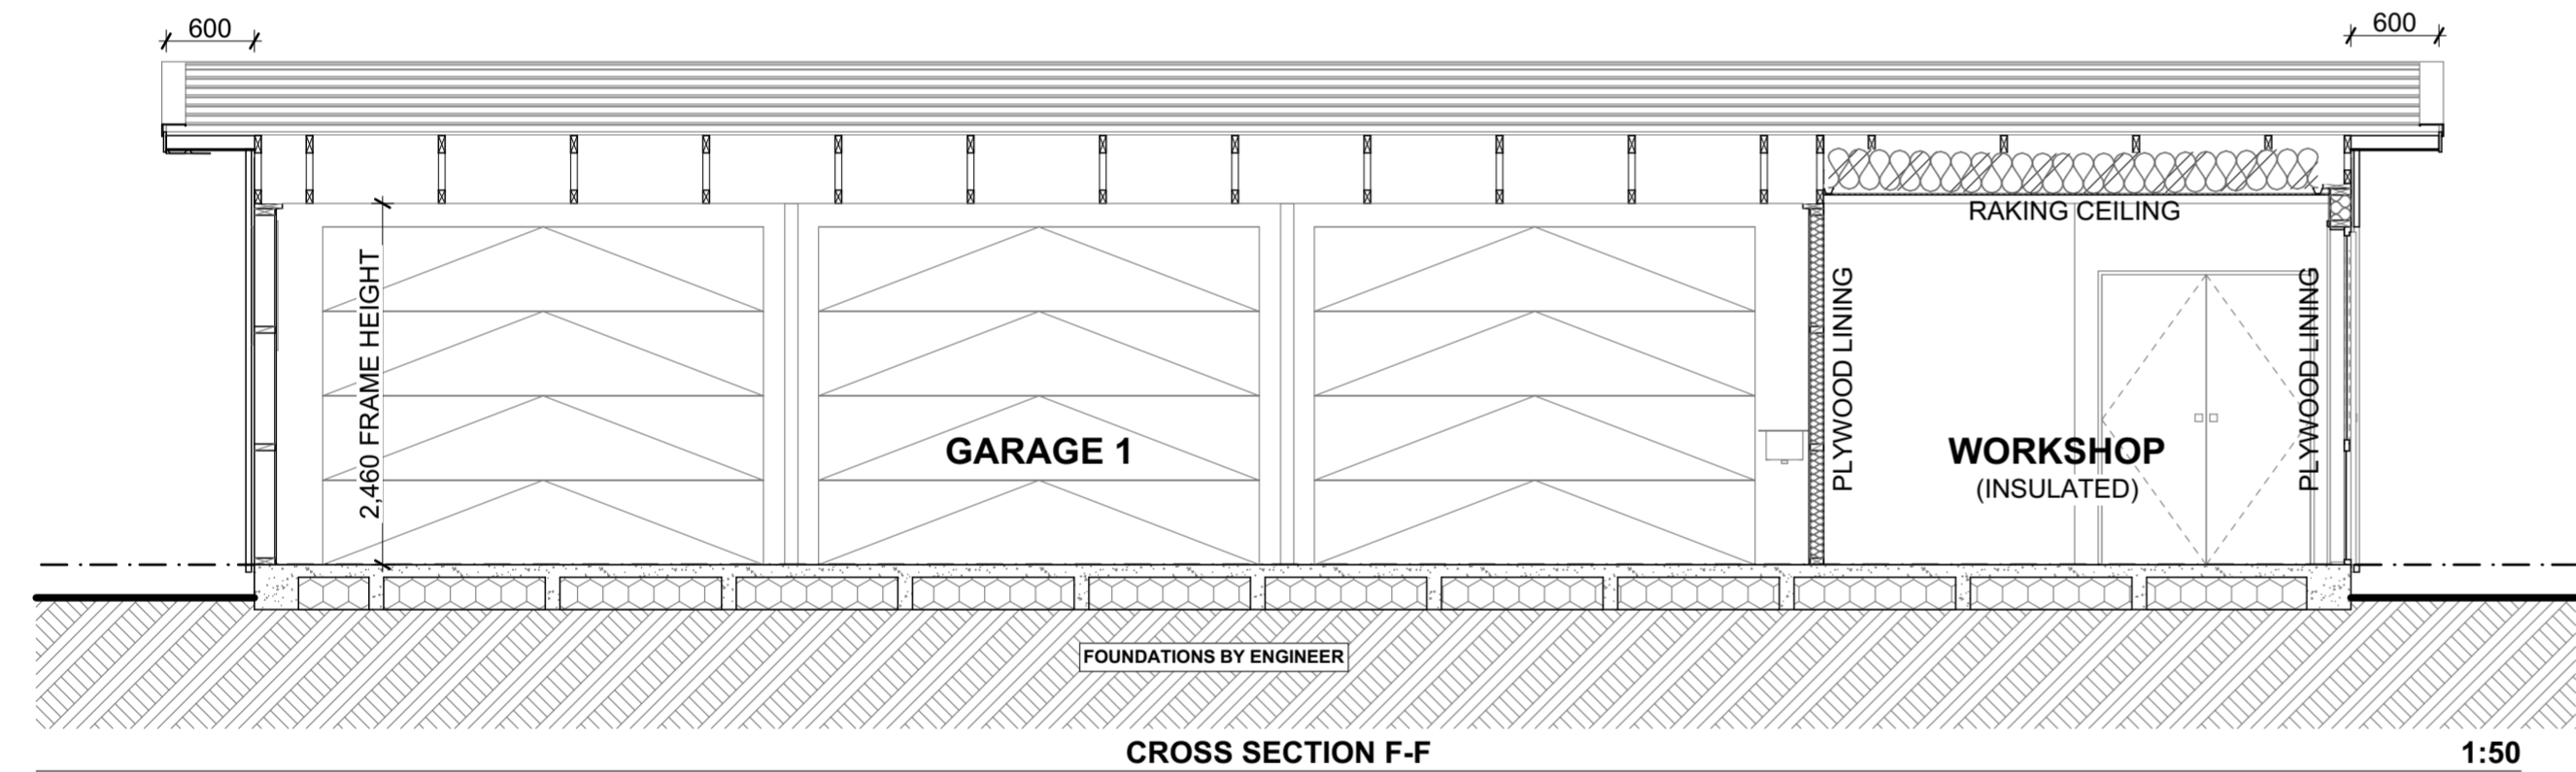 600
600
2,460 FRAME HEIGHT
RAKING CEILING
PLYWOOD LINING
PLYWOOD LINING
GARAGE 1
WORKSHOP
(INSULATED)
FOUNDATIONS BY ENGINEER
CROSS SECTION F-F
1:50